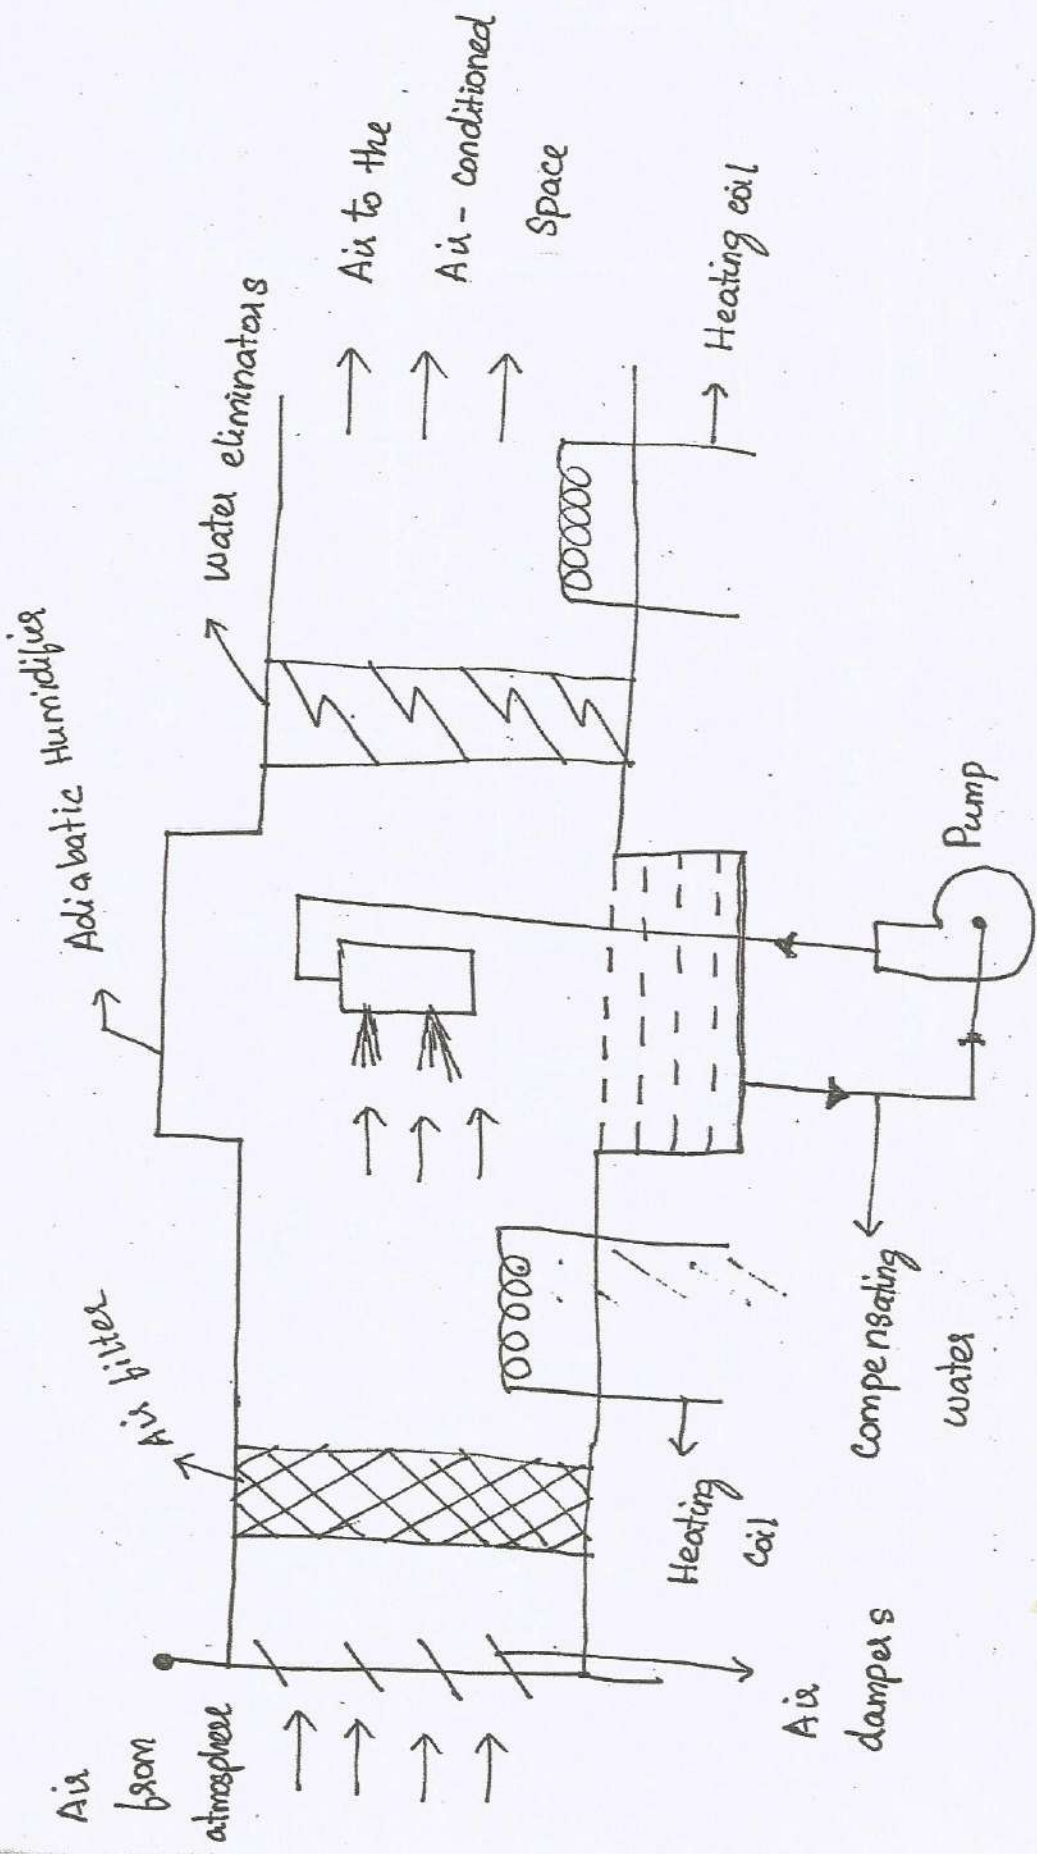 Adiabatic Humidifier
Water eliminators
Air filter
Air
from
atmosphere
Air to the
Air - conditioned
Space
Heating coil
Heating
coil
Air
dampers
Compensating
water
Pump